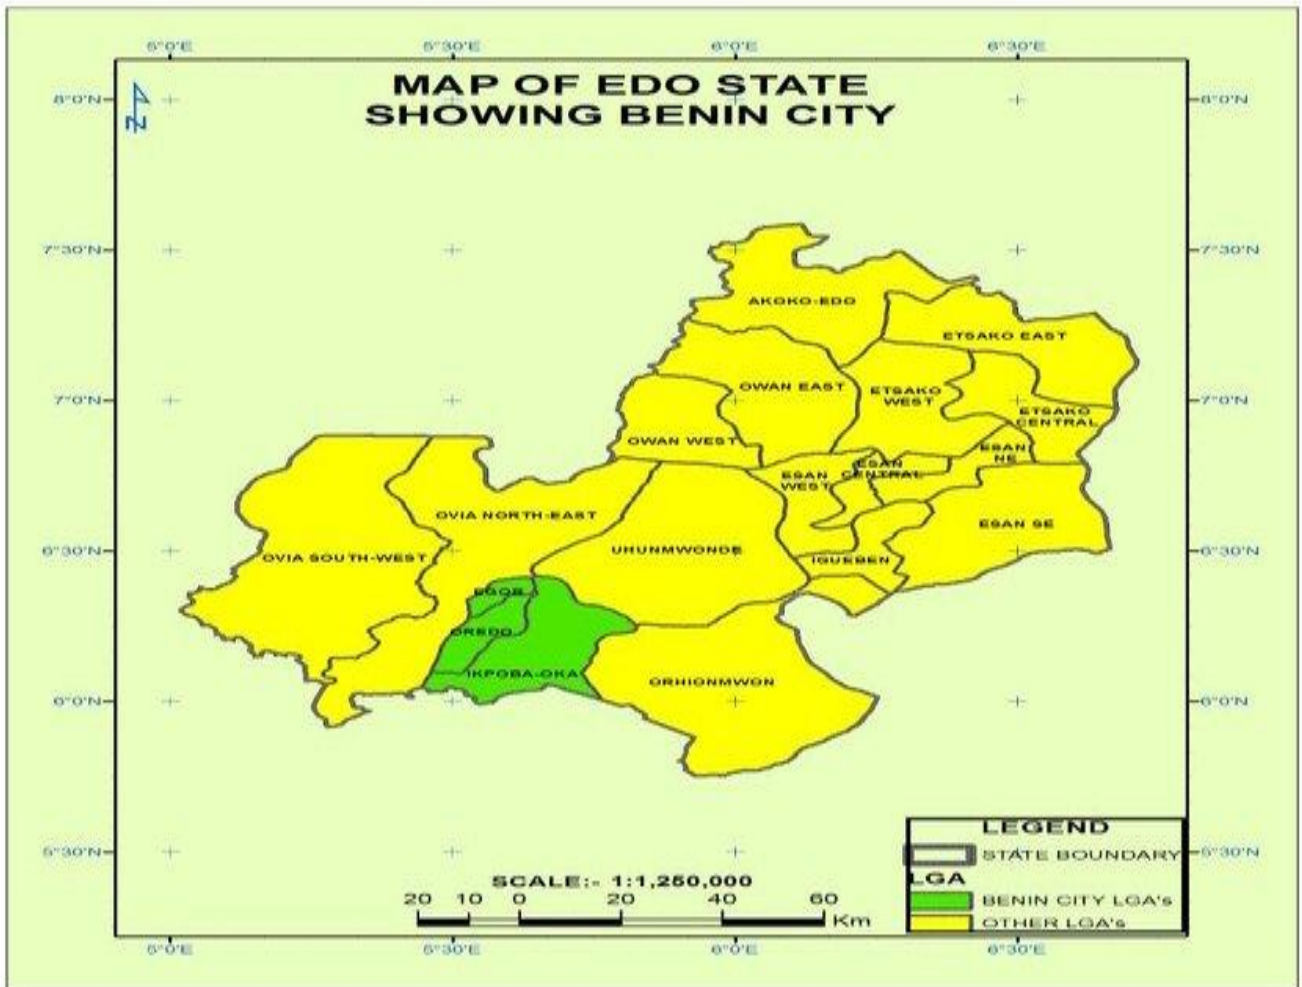 5°0'E 5°30'E 6°0'E 6°30'E
MAP OF EDO STATE
SHOWING BENIN CITY
8°0'N 8°0'N
N
7°30'N 7°30'N
AKOKO-EDO
ETSAKO EAST
OWAN EAST
ETSAKO
WEST
7°0'N 7°0'N
ETSAKO
CENTRAL
OWAN WEST
ESAN
NE
ESAN
CENTRAL
ESAN
WEST
OVIA NORTH-EAST
ESAN SE
6°30'N 6°30'N
UHUNMWONDE
OVIA SOUTH-WEST
IGUEBEN
EGOR
OREDO
IKPOBA-OKA
ORHIONMWON
6°0'N 6°0'N
LEGEND
5°30'N STATE BOUNDARY 5°30'N
SCALE:- 1:1,250,000
LGA
20 10 0 20 40 60
Km
BENIN CITY LGA's
OTHER LGA's
5°0'E 5°30'E 6°0'E 6°30'E